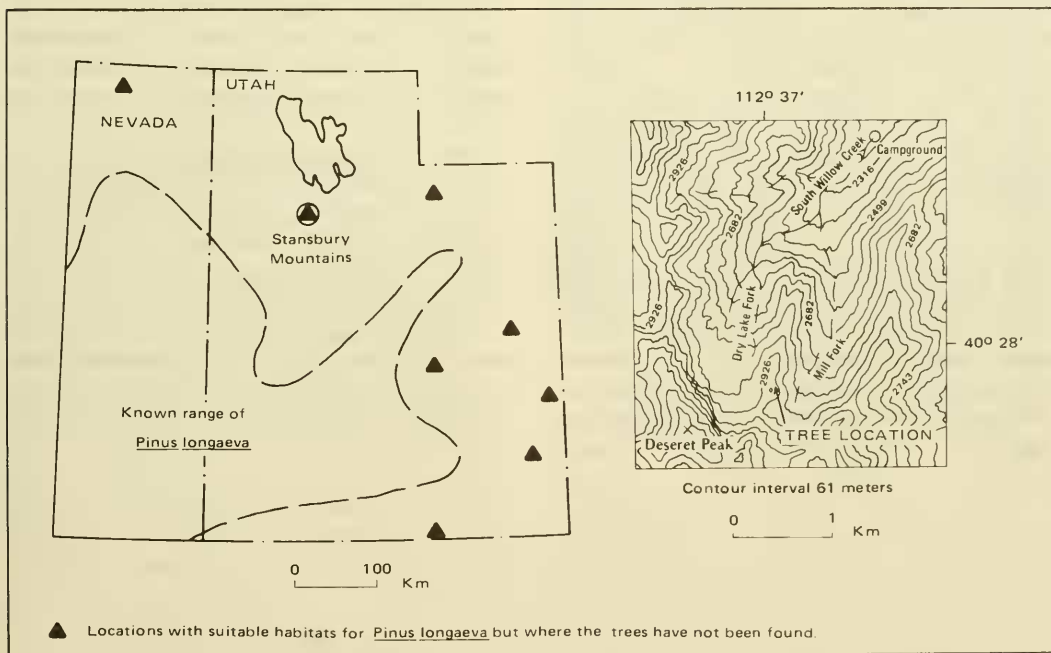 UTAH
NEVADA
Stansbury
Mountains
Known range of
Pinus longaeva
0 100
Km
112° 37'
Campground
South Willow Creek
2926
2316
2499
2682
2682
Dry Lake Fork
2682
2926
40° 28'
Mill Fork
2926
2743
TREE LOCATION
Deseret Peak
Contour interval 61 meters
0 1
Km
Locations with suitable habitats for Pinus longaeva but where the trees have not been found.